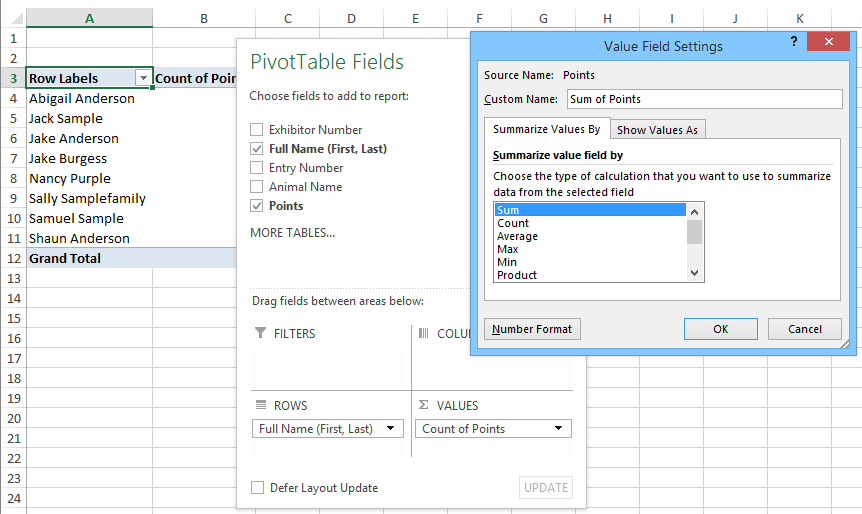 A B C D E F G H I J K
1
2
3 Row Labels Count of Poin
4 Abigail Anderson
5 Jack Sample
6 Jake Anderson
7 Jake Burgess
8 Nancy Purple
9 Sally Samplefamily
10 Samuel Sample
11 Shaun Anderson
12 Grand Total
13
14
15
16
17
18
19
20
21
22
23
24
PivotTable Fields
Choose fields to add to report:
Exhibitor Number
Full Name (First, Last)
Entry Number
Animal Name
Points
MORE TABLES...
Drag fields between areas below:
FILTERS
COLU
ROWS
Full Name (First, Last)
Σ VALUES
Count of Points
Defer Layout Update
UPDATE
Value Field Settings
?
Source Name: Points
Custom Name: Sum of Points
Summarize Values By
Show Values As
Summarize value field by
Choose the type of calculation that you want to use to summarize
data from the selected field
Sum
Count
Average
Max
Min
Product
Number Format
OK
Cancel